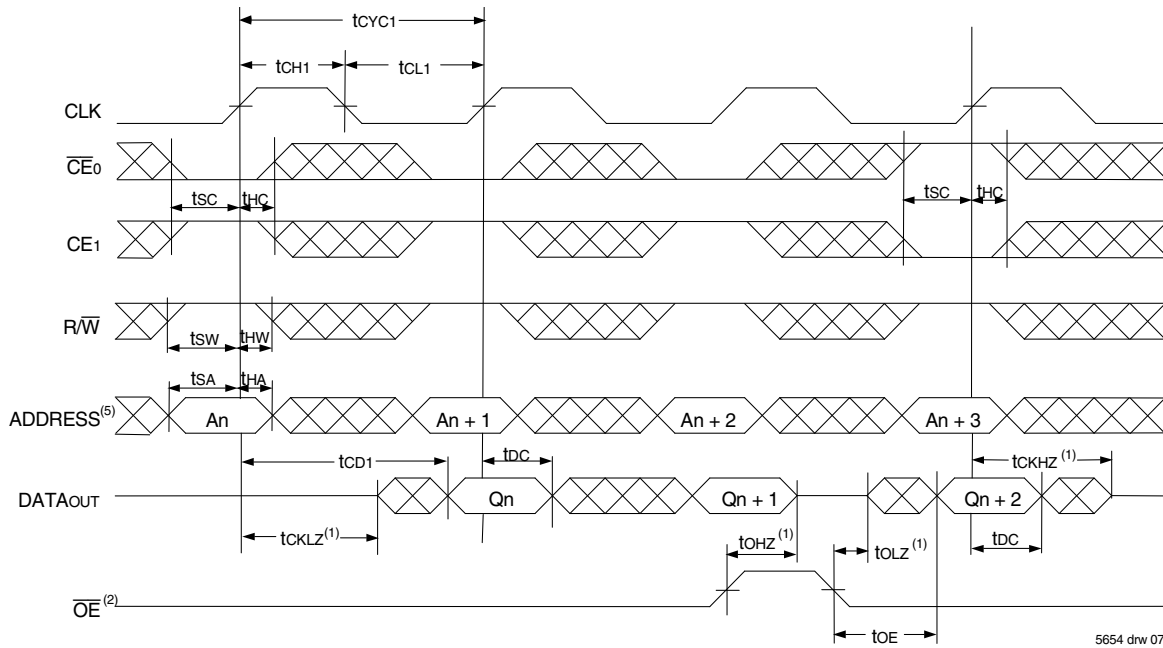 tCYC1
tCH1 tCL1
CLK
CE0
tSC tHC tSC tHC
CE1
R/W
tSW tHW
tSA tHA
ADDRESS(5) An An + 1 An + 2 An + 3
tCD1 tDC tCKHZ(1)
DATAOUT Qn Qn + 1 Qn + 2
tCKLZ(1) tOHZ(1) tOLZ(1) tDC
OE(2)
tOE
5654 drw 07